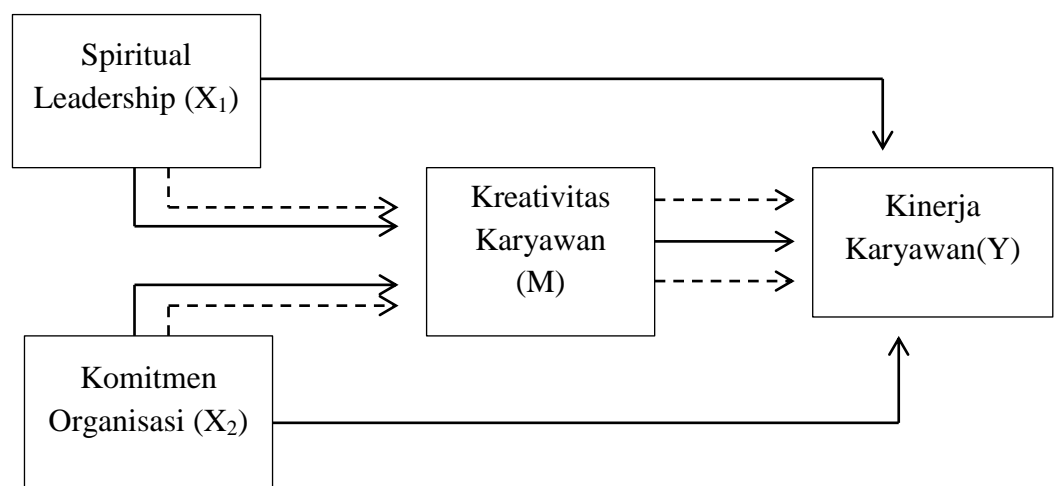 Spiritual
Leadership (X₁)
Kreativitas
Karyawan
(M)
Kinerja
Karyawan(Y)
Komitmen
Organisasi (X₂)